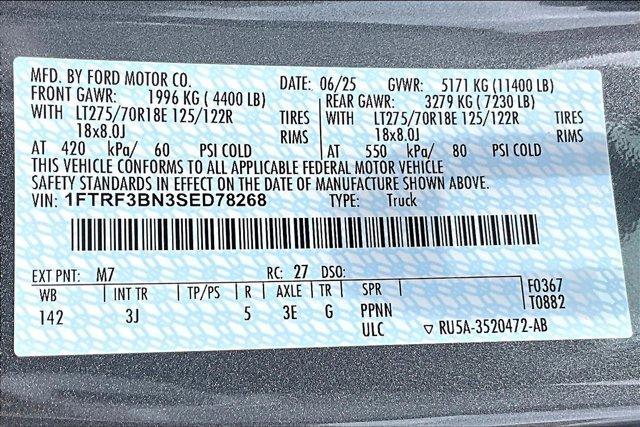 MFD. BY FORD MOTOR CO. DATE: 06/25 GVWR: 5171 KG (11400 LB)
FRONT GAWR: 1996 KG (4400 LB) REAR GAWR: 3279 KG (7230 LB)
WITH LT275/70R18E 125/122R TIRES WITH LT275/70R18E 125/122R TIRES
18x8.0J RIMS 18x8.0J RIMS
AT 420 kPa/ 60 PSI COLD AT 550 kPa/ 80 PSI COLD
THIS VEHICLE CONFORMS TO ALL APPLICABLE FEDERAL MOTOR VEHICLE
SAFETY STANDARDS IN EFFECT ON THE DATE OF MANUFACTURE SHOWN ABOVE.
VIN: 1FTRF3BN3SED78268 TYPE: Truck
EXT PNT: M7 RC: 27 DSO:
WB INT TR TP/PS R AXLE TR SPR F0367
142 3J 5 3E G PPNN T0882
ULC RU5A-3520472-AB